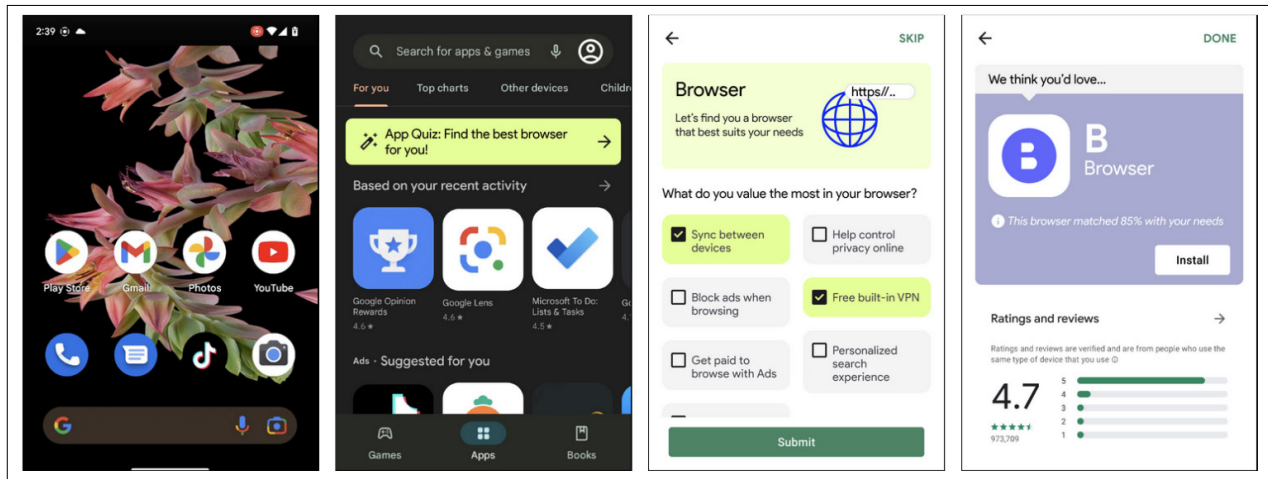 2:39
Play Store
Gmail
Photos
YouTube
Search for apps & games
For you
Top charts
Other devices
Childr
App Quiz: Find the best browser
for you!
Based on your recent activity
Google Opinion
Rewards
4.6 ★
Google Lens
4.6 ★
Microsoft To Do:
Lists & Tasks
4.5 ★
Ads · Suggested for you
Games
Apps
Books
SKIP
Browser
https//..
Let's find you a browser
that best suits your needs
What do you value the most in your browser?
Sync between
devices
Help control
privacy online
Block ads when
browsing
Free built-in VPN
Get paid to
browse with Ads
Personalized
search
experience
Submit
DONE
We think you'd love...
B
B
Browser
This browser matched 85% with your needs
Install
Ratings and reviews
Ratings and reviews are verified and are from people who use the
same type of device that you use
4.7
973,709
5
4
3
2
1